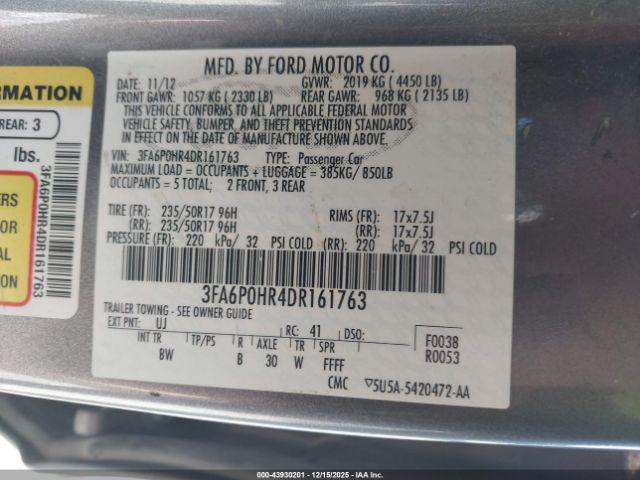 MFD. BY FORD MOTOR CO.
DATE: 11/12 GVWR: 2019 KG ( 4450 LB)
FRONT GAWR: 1057 KG ( 2330 LB) REAR GAWR: 968 KG ( 2135 LB)
THIS VEHICLE CONFORMS TO ALL APPLICABLE FEDERAL MOTOR
VEHICLE SAFETY, BUMPER, AND THEFT PREVENTION STANDARDS
IN EFFECT ON THE DATE OF MANUFACTURE SHOWN ABOVE.
VIN: 3FA6P0HR4DR161763 TYPE: Passenger Car
MAXIMUM LOAD = OCCUPANTS + LUGGAGE = 385KG/ 850LB
OCCUPANTS = 5 TOTAL; 2 FRONT, 3 REAR
TIRE (FR): 235/50R17 96H RIMS (FR): 17x7.5J
(RR): 235/50R17 96H (RR): 17x7.5J
PRESSURE (FR): 220 kPa/ 32 PSI COLD (RR): 220 kPa/ 32 PSI COLD
3FA6P0HR4DR161763
TRAILER TOWING - SEE OWNER GUIDE
EXT PNT: UJ RC: 41 DSO:
F0038
R0053
INT TR TP/PS R AXLE TR SPR
BW B 30 W FFFF
CMC 5U5A-5420472-AA
RMATION
REAR: 3
lbs.
ERS
OR
AL
ON
3FA6P0HR4DR161763
000-43930201 - 12/15/2025 - IAAI.COM